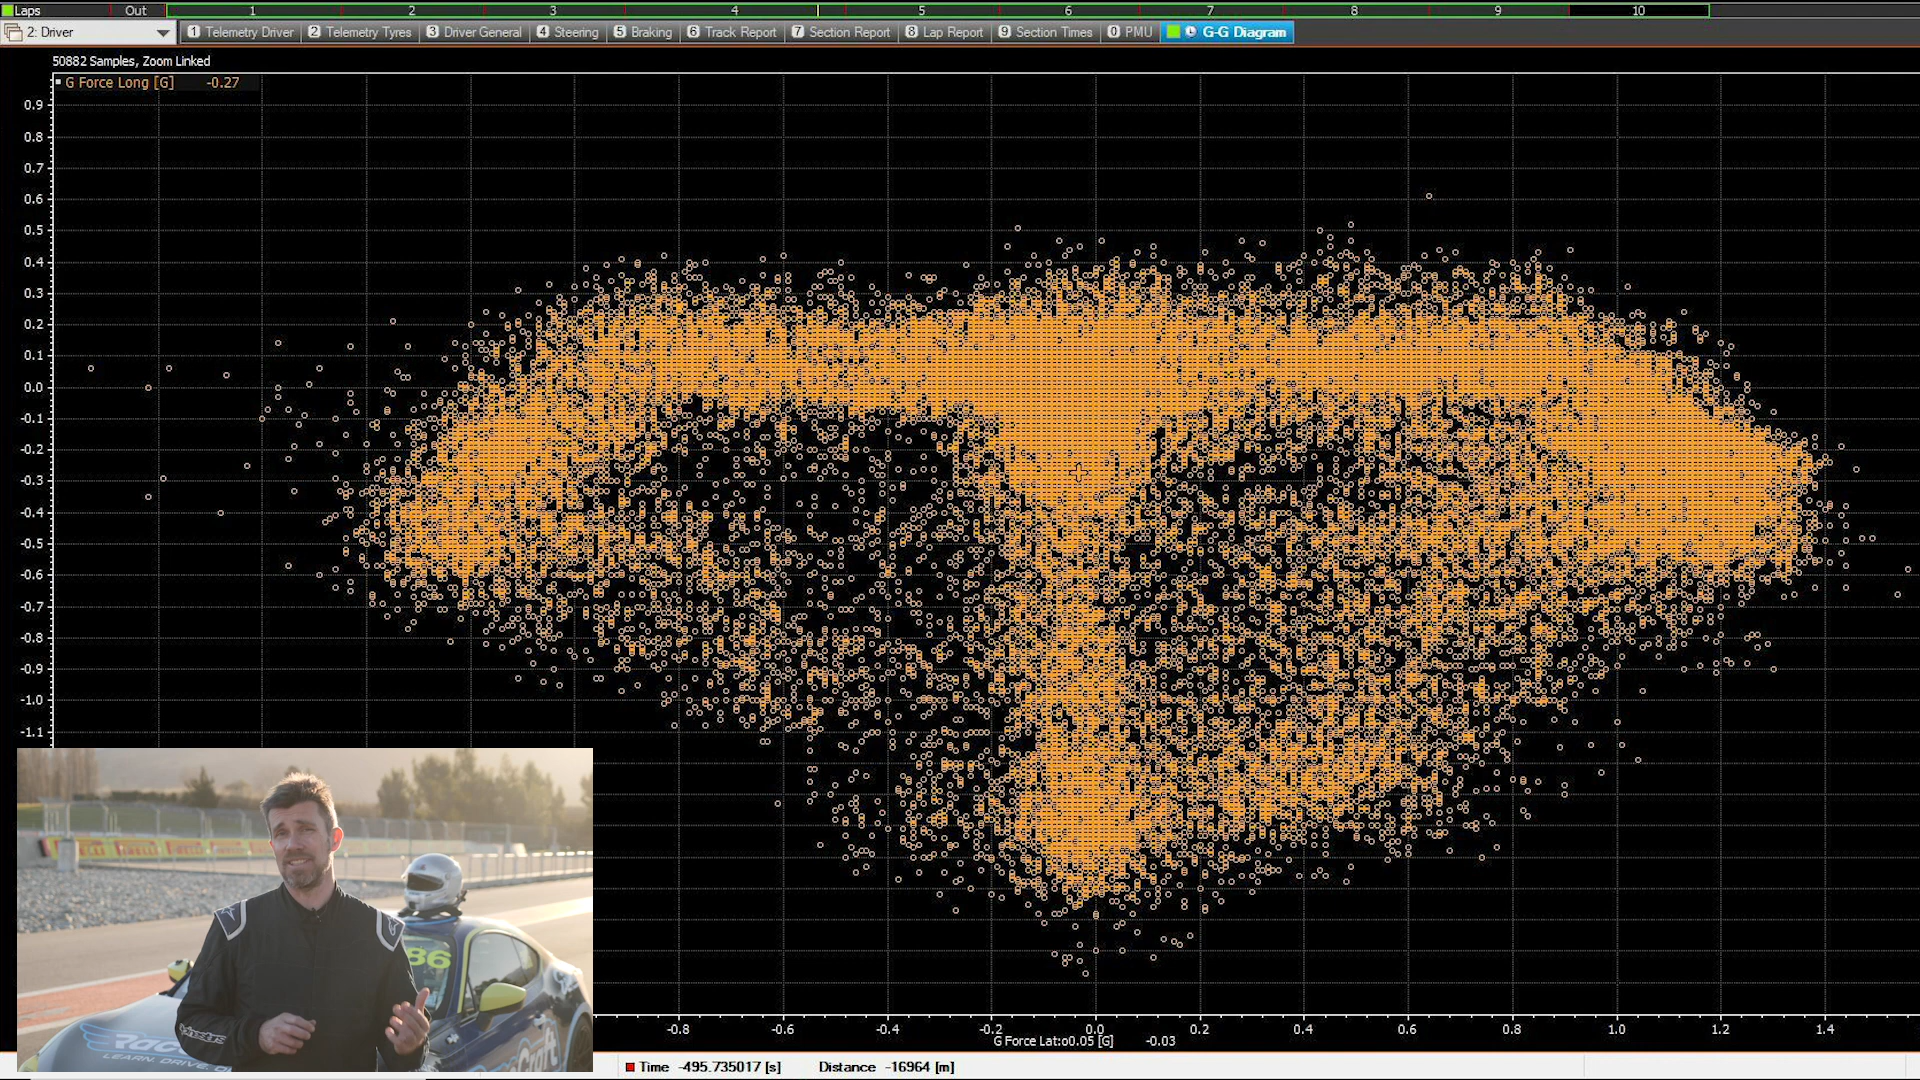 Laps Out 1 2 3 4 5 6 7 8 9 10
2: Driver 1 Telemetry Driver 2 Telemetry Tyres 3 Driver General 4 Steering 5 Braking 6 Track Report 7 Section Report 8 Lap Report 9 Section Times 0 PMU G-G Diagram
50882 Samples, Zoom Linked
G Force Long [G] -0.27
0.9
0.8
0.7
0.6
0.5
0.4
0.3
0.2
0.1
0.0
-0.1
-0.2
-0.3
-0.4
-0.5
-0.6
-0.7
-0.8
-0.9
-1.0
-1.1
86
LEARN. DRIVE.
-0.8 -0.6 -0.4 -0.2 0.0 0.2 0.4 0.6 0.8 1.0 1.2 1.4
G Force Lat:o0.05 [G] -0.03
Time -495.735017 [s] Distance -16964 [m]